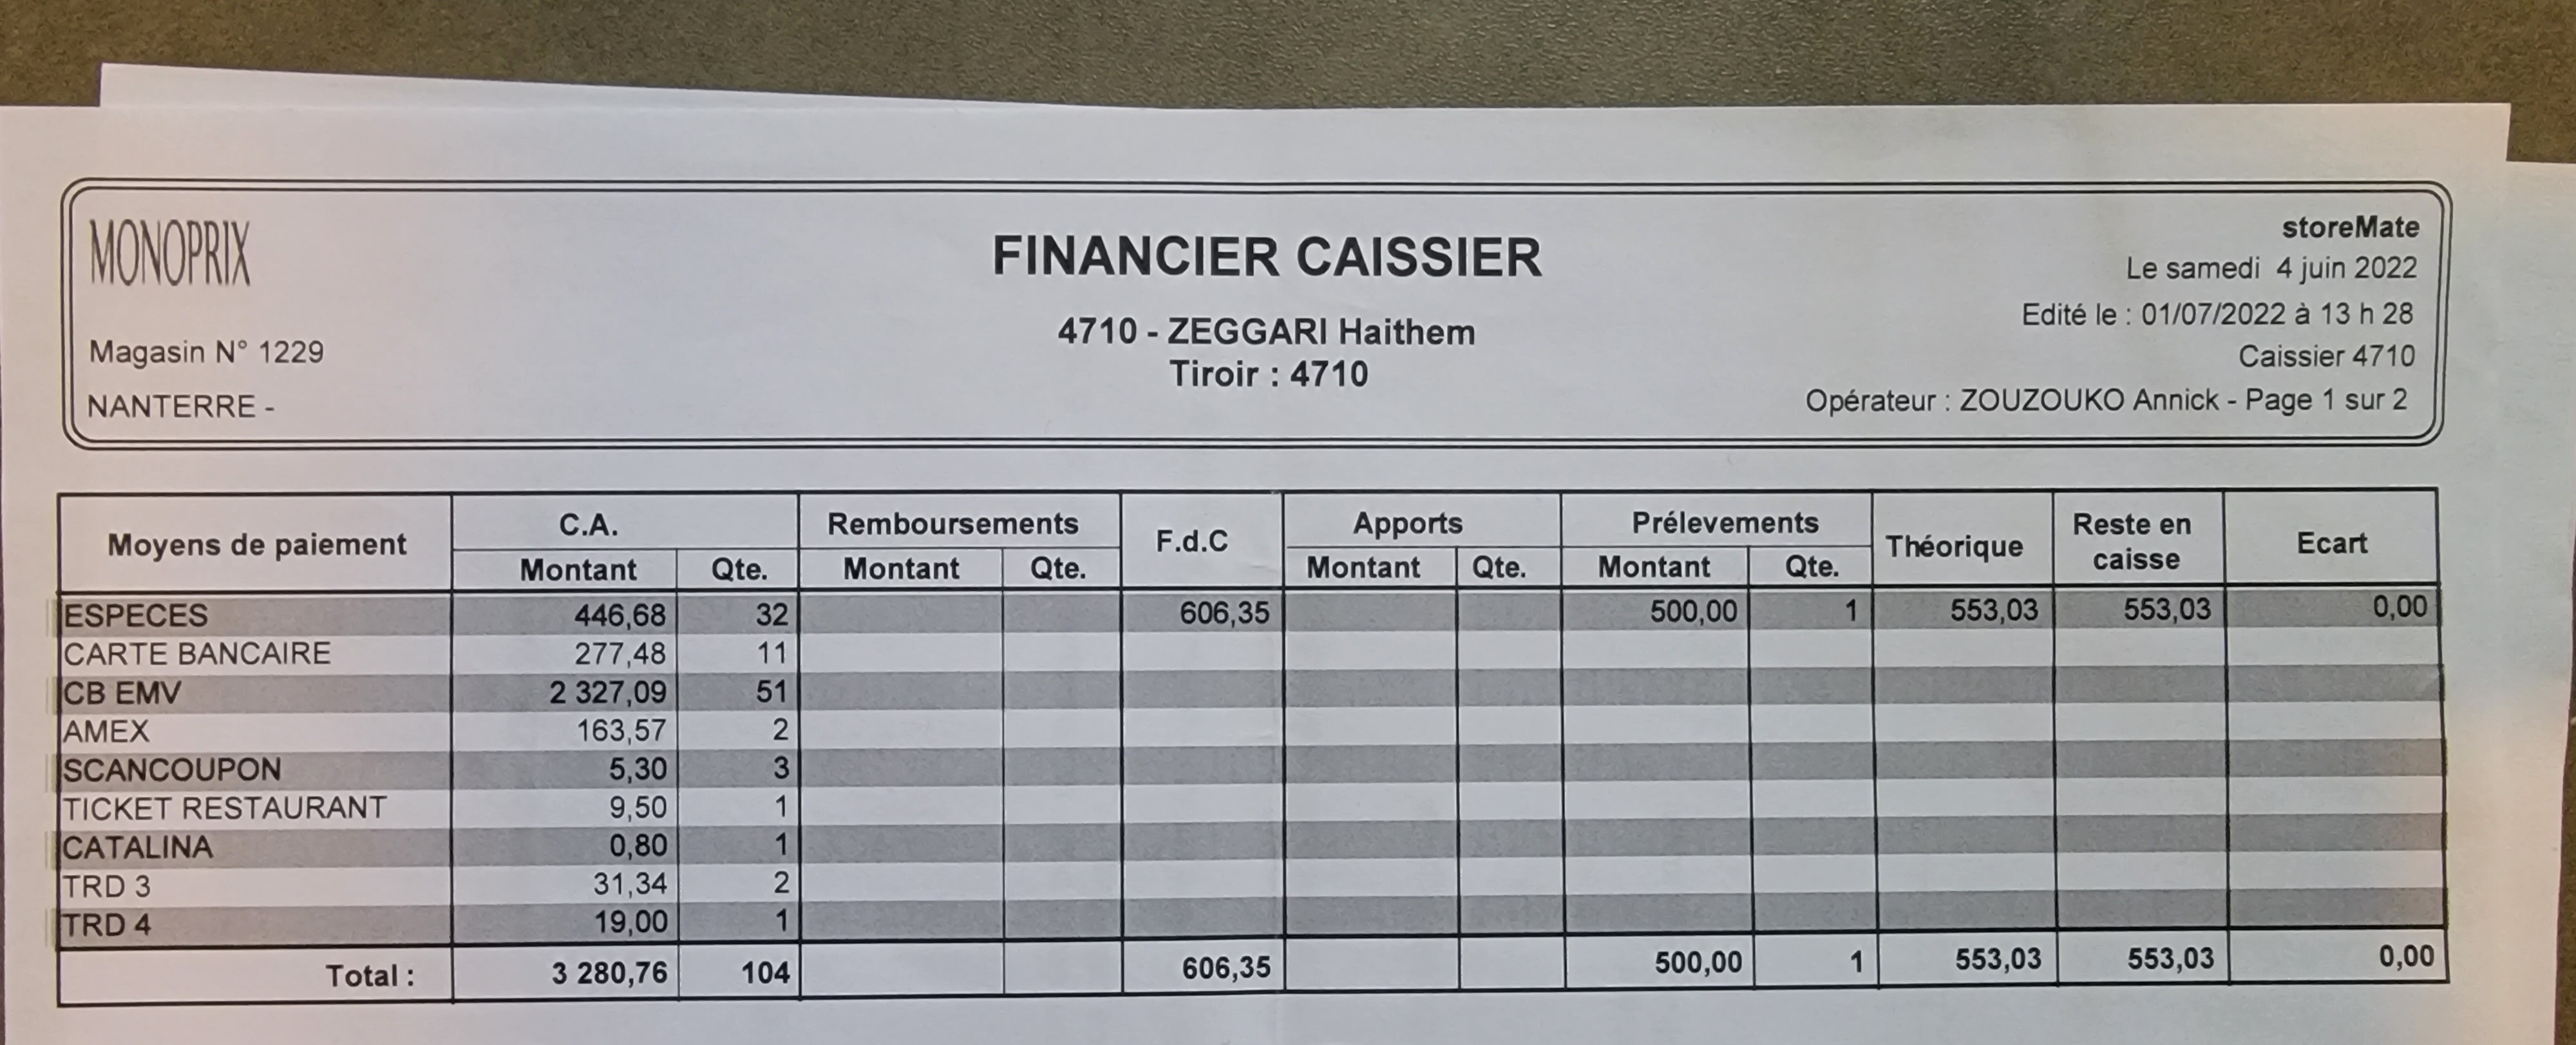 MONOPRIX
Magasin N° 1229
NANTERRE -
FINANCIER CAISSIER
4710 - ZEGGARI Haithem
Tiroir : 4710
storeMate
Le samedi 4 juin 2022
Edité le : 01/07/2022 à 13 h 28
Caissier 4710
Opérateur : ZOUZOUKO Annick - Page 1 sur 2
Moyens de paiement C.A. Remboursements F.d.C Apports Prélevements Théorique Reste en caisse Ecart
Montant Qte. Montant Qte. Montant Qte. Montant Qte.
ESPECES 446,68 32 606,35 500,00 1 553,03 553,03 0,00
CARTE BANCAIRE 277,48 11
CB EMV 2 327,09 51
AMEX 163,57 2
SCANCOUPON 5,30 3
TICKET RESTAURANT 9,50 1
CATALINA 0,80 1
TRD 3 31,34 2
TRD 4 19,00 1
Total : 3 280,76 104 606,35 500,00 1 553,03 553,03 0,00